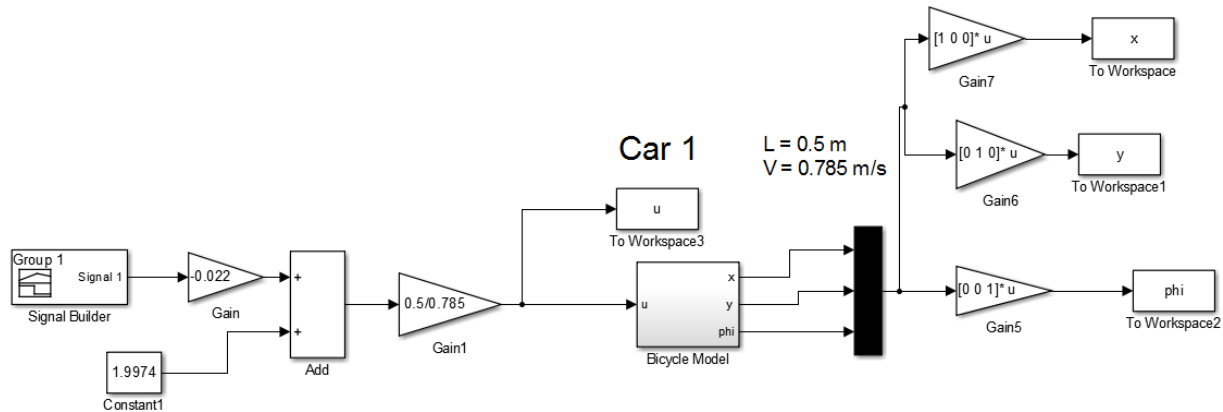 [1 0 0]* u
x
Gain7
To Workspace
Car 1
L = 0.5 m
V = 0.785 m/s
[0 1 0]* u
y
Gain6
To Workspace1
u
To Workspace3
Group 1
Signal 1
Signal Builder
-0.022
Gain
+
+
Add
0.5/0.785
Gain1
u
x
y
phi
Bicycle Model
[0 0 1]* u
phi
Gain5
To Workspace2
1.9974
Constant1